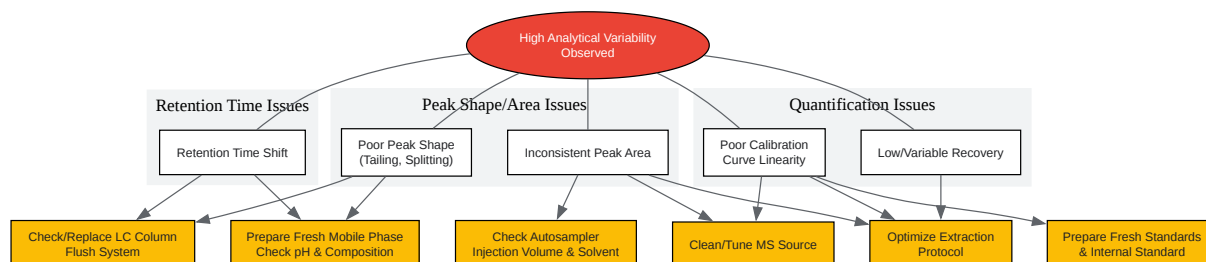 High Analytical Variability
Observed
Retention Time Issues
Peak Shape/Area Issues
Quantification Issues
Retention Time Shift
Poor Peak Shape
(Tailing, Splitting)
Inconsistent Peak Area
Poor Calibration
Curve Linearity
Low/Variable Recovery
Check/Replace LC Column
Flush System
Prepare Fresh Mobile Phase
Check pH & Composition
Check Autosampler
Injection Volume & Solvent
Clean/Tune MS Source
Optimize Extraction
Protocol
Prepare Fresh Standards
& Internal Standard